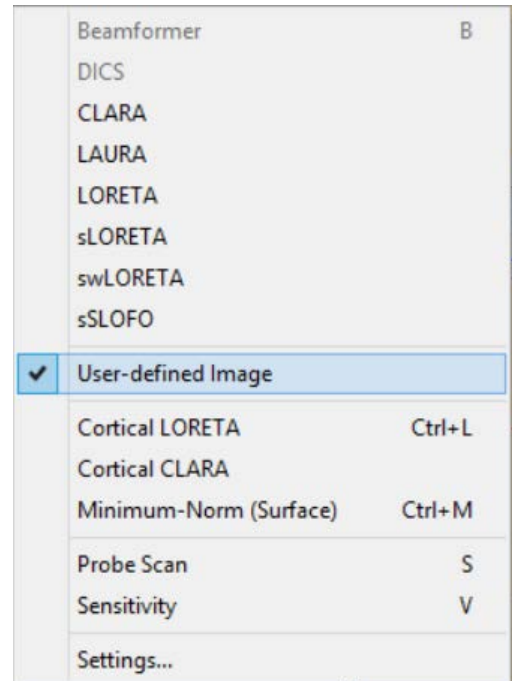 Beamformer B
DICS
CLARA
LAURA
LORETA
sLORETA
swLORETA
sSLOFO
User-defined Image
Cortical LORETA Ctrl+L
Cortical CLARA
Minimum-Norm (Surface) Ctrl+M
Probe Scan S
Sensitivity V
Settings...